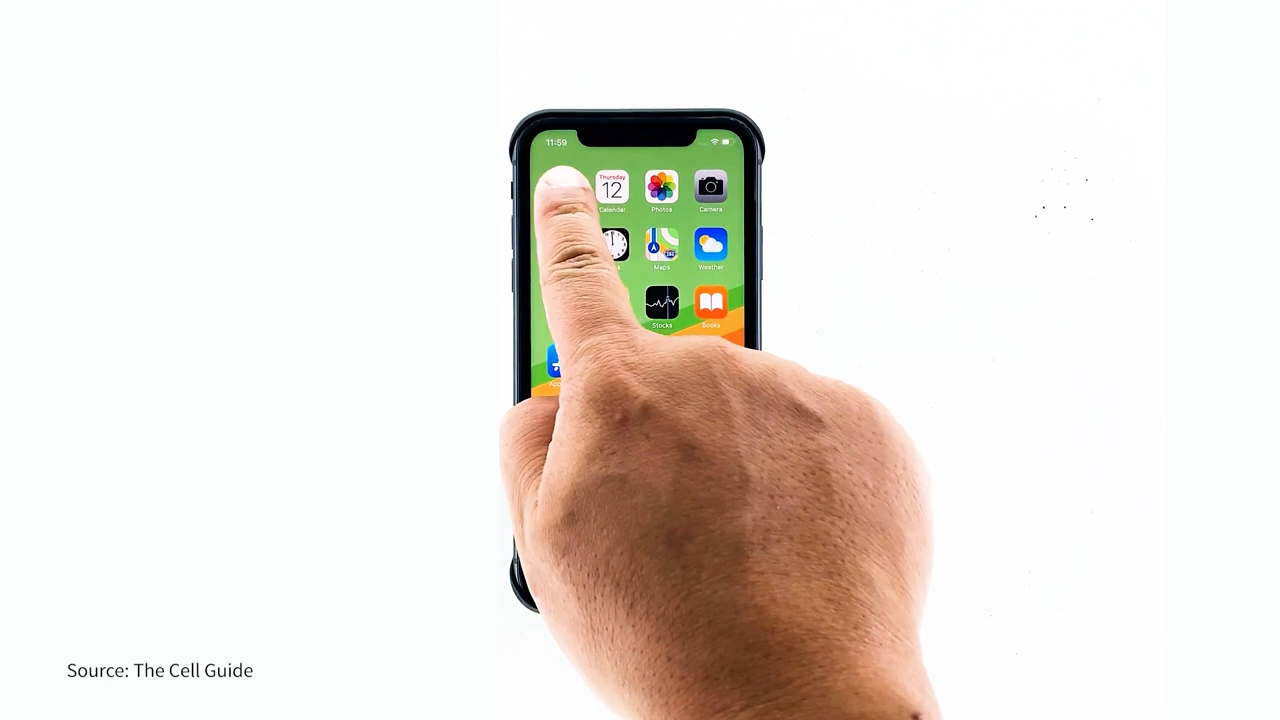 11:59
Thursday
12
Calendar
Photos
Camera
Maps
Weather
Stocks
Books
Source: The Cell Guide